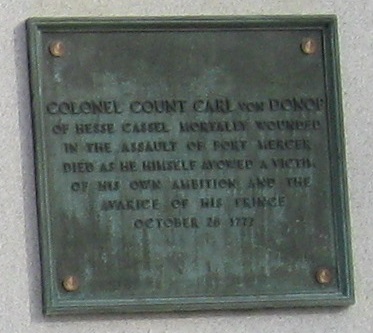 COLONEL COUNT CARL VON DONOP
OF HESSE CASSEL MORTALLY WOUNDED
IN THE ASSAULT OF FORT MERCER
DIED AS HE HIMSELF AVOWED A VICTIM
OF HIS OWN AMBITION AND THE
AVARICE OF HIS PRINCE
OCTOBER 26 1777